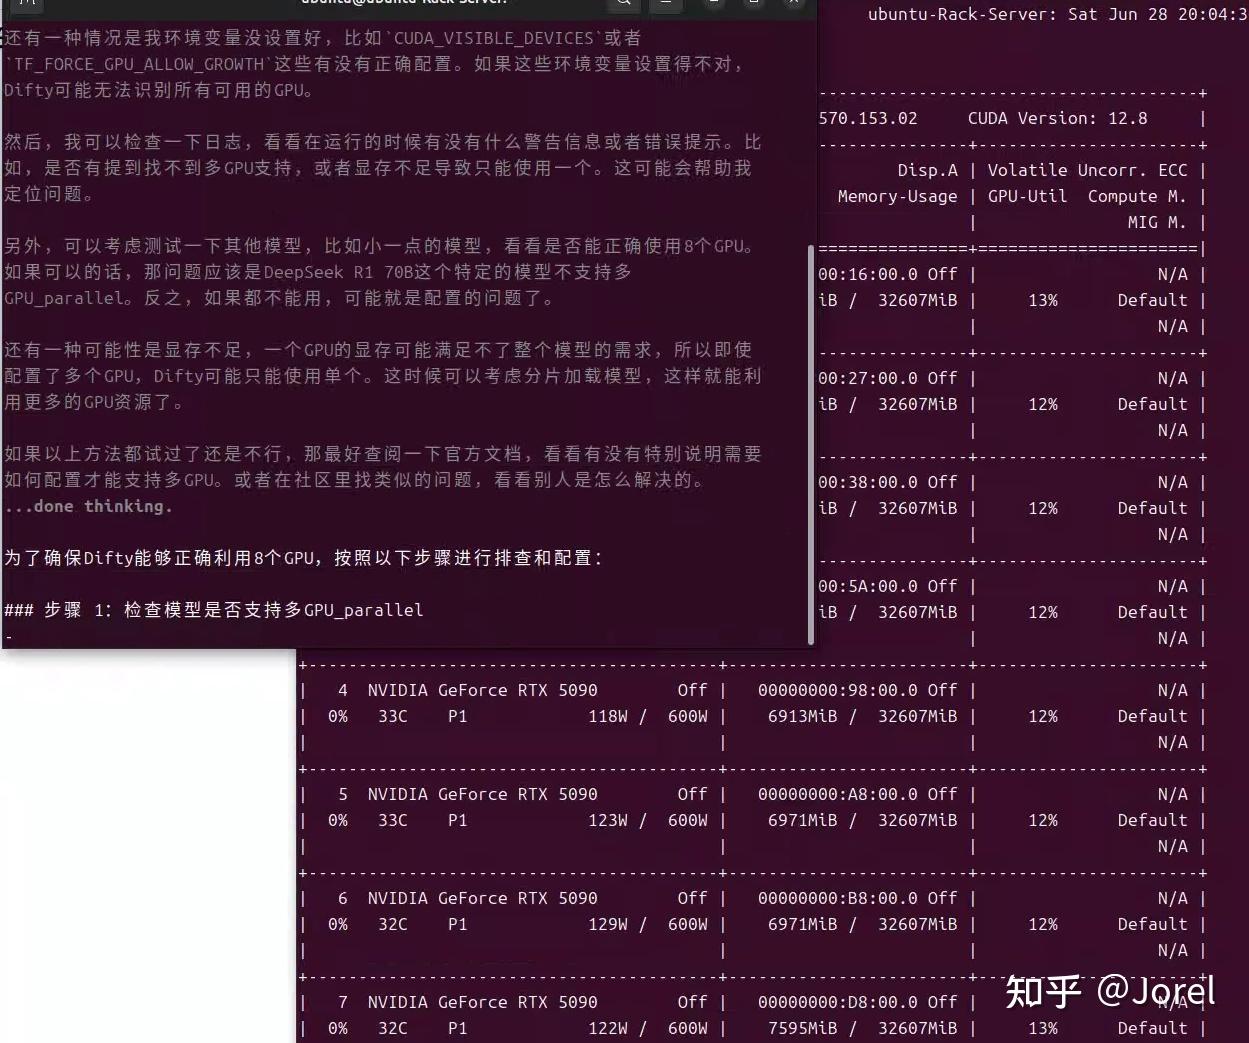 ubuntu@ubuntu-Rack-Server:
还有一种情况是我环境变量没设置好，比如`CUDA_VISIBLE_DEVICES`或者
`TF_FORCE_GPU_ALLOW_GROWTH`这些有没有正确配置。如果这些环境变量设置得不对，
Difty可能无法识别所有可用的GPU。
然后，我可以检查一下日志，看看在运行的时候有没有什么警告信息或者错误提示。比
如，是否有提到找不到多GPU支持，或者显存不足导致只能使用一个。这可能会帮助我
定位问题。
另外，可以考虑测试一下其他模型，比如小一点的模型，看看是否能正确使用8个GPU。
如果可以的话，那问题应该是DeepSeek R1 70B这个特定的模型不支持多
GPU_parallel。反之，如果都不能用，可能就是配置的问题了。
还有一种可能性是显存不足，一个GPU的显存可能满足不了整个模型的需求，所以即使
配置了多个GPU，Difty可能只能使用单个。这时候可以考虑分片加载模型，这样就能利
用更多的GPU资源了。
如果以上方法都试过了还是不行，那最好查阅一下官方文档，看看有没有特别说明需要
如何配置才能支持多GPU。或者在社区里找类似的问题，看看别人是怎么解决的。
...done thinking.
为了确保Difty能够正确利用8个GPU，按照以下步骤进行排查和配置：
### 步骤 1：检查模型是否支持多GPU_parallel
-
ubuntu-Rack-Server: Sat Jun 28 20:04:3
570.153.02 CUDA Version: 12.8 |
Disp.A | Volatile Uncorr. ECC |
Memory-Usage | GPU-Util Compute M. |
| MIG M. |
00:16:00.0 Off | N/A |
iB / 32607MiB | 13% Default |
| N/A |
00:27:00.0 Off | N/A |
iB / 32607MiB | 12% Default |
| N/A |
00:38:00.0 Off | N/A |
iB / 32607MiB | 12% Default |
| N/A |
00:5A:00.0 Off | N/A |
iB / 32607MiB | 12% Default |
| N/A |
| 4 NVIDIA GeForce RTX 5090 Off | 00000000:98:00.0 Off | N/A |
| 0% 33C P1 118W / 600W | 6913MiB / 32607MiB | 12% Default |
| | | N/A |
| 5 NVIDIA GeForce RTX 5090 Off | 00000000:A8:00.0 Off | N/A |
| 0% 33C P1 123W / 600W | 6971MiB / 32607MiB | 12% Default |
| | | N/A |
| 6 NVIDIA GeForce RTX 5090 Off | 00000000:B8:00.0 Off | N/A |
| 0% 32C P1 129W / 600W | 6971MiB / 32607MiB | 12% Default |
| | | N/A |
| 7 NVIDIA GeForce RTX 5090 Off | 00000000:D8:00.0 Off | N/A |
| 0% 32C P1 122W / 600W | 7595MiB / 32607MiB | 13% Default |
知乎 @Jorel